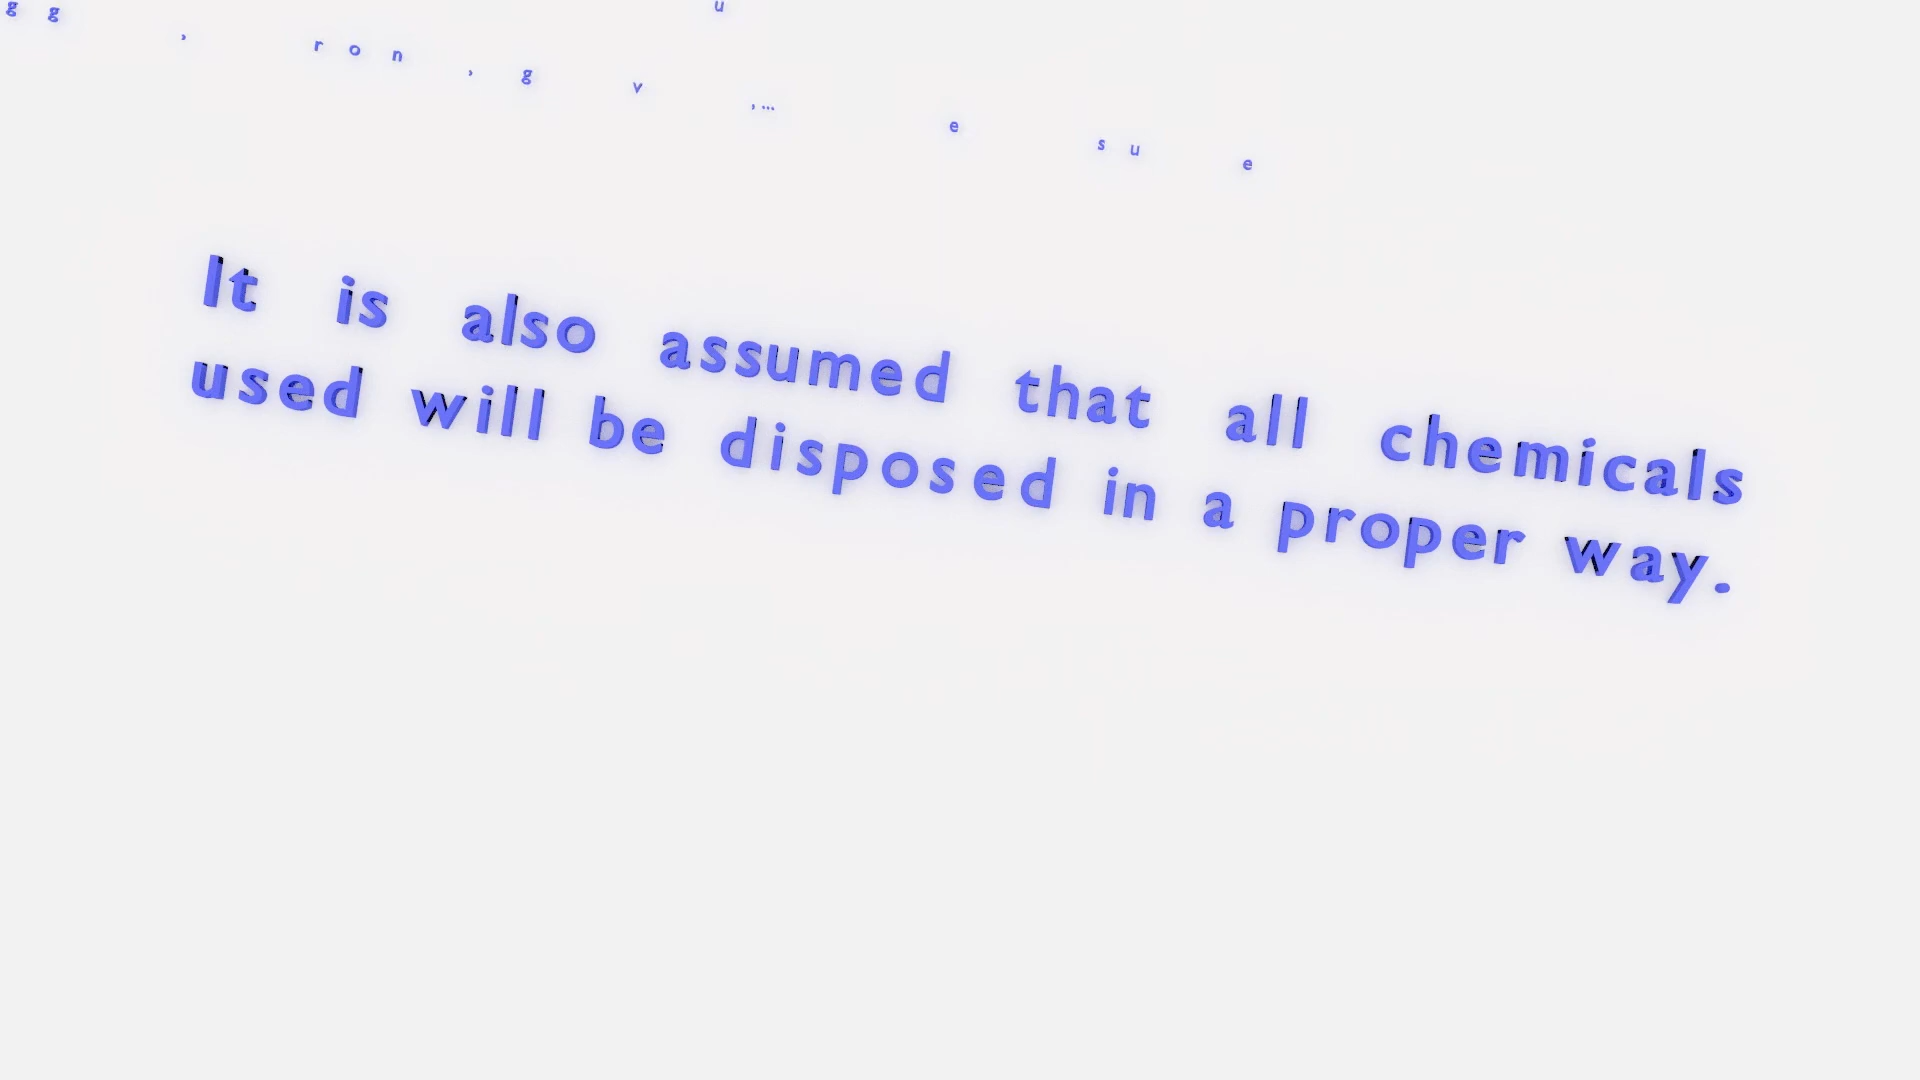 It is also assumed that all chemicals
used will be disposed in a proper way.